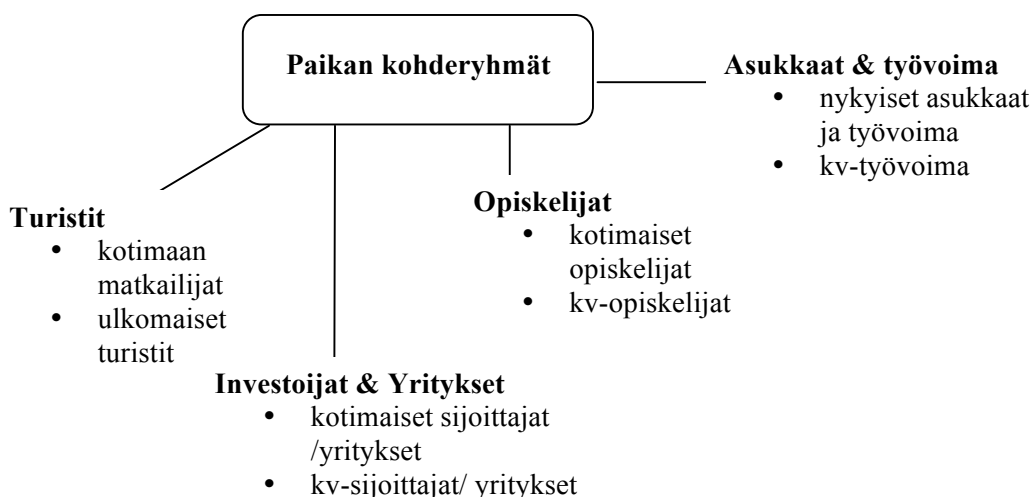 Paikan kohderyhmät
Asukkaat & työvoima
• nykyiset asukkaat
ja työvoima
• kv-työvoima
Turistit
• kotimaan
matkailijat
• ulkomaiset
turistit
Opiskelijat
• kotimaiset
opiskelijat
• kv-opiskelijat
Investoijat & Yritykset
• kotimaiset sijoittajat
/yritykset
• kv-sijoittajat/ yritykset